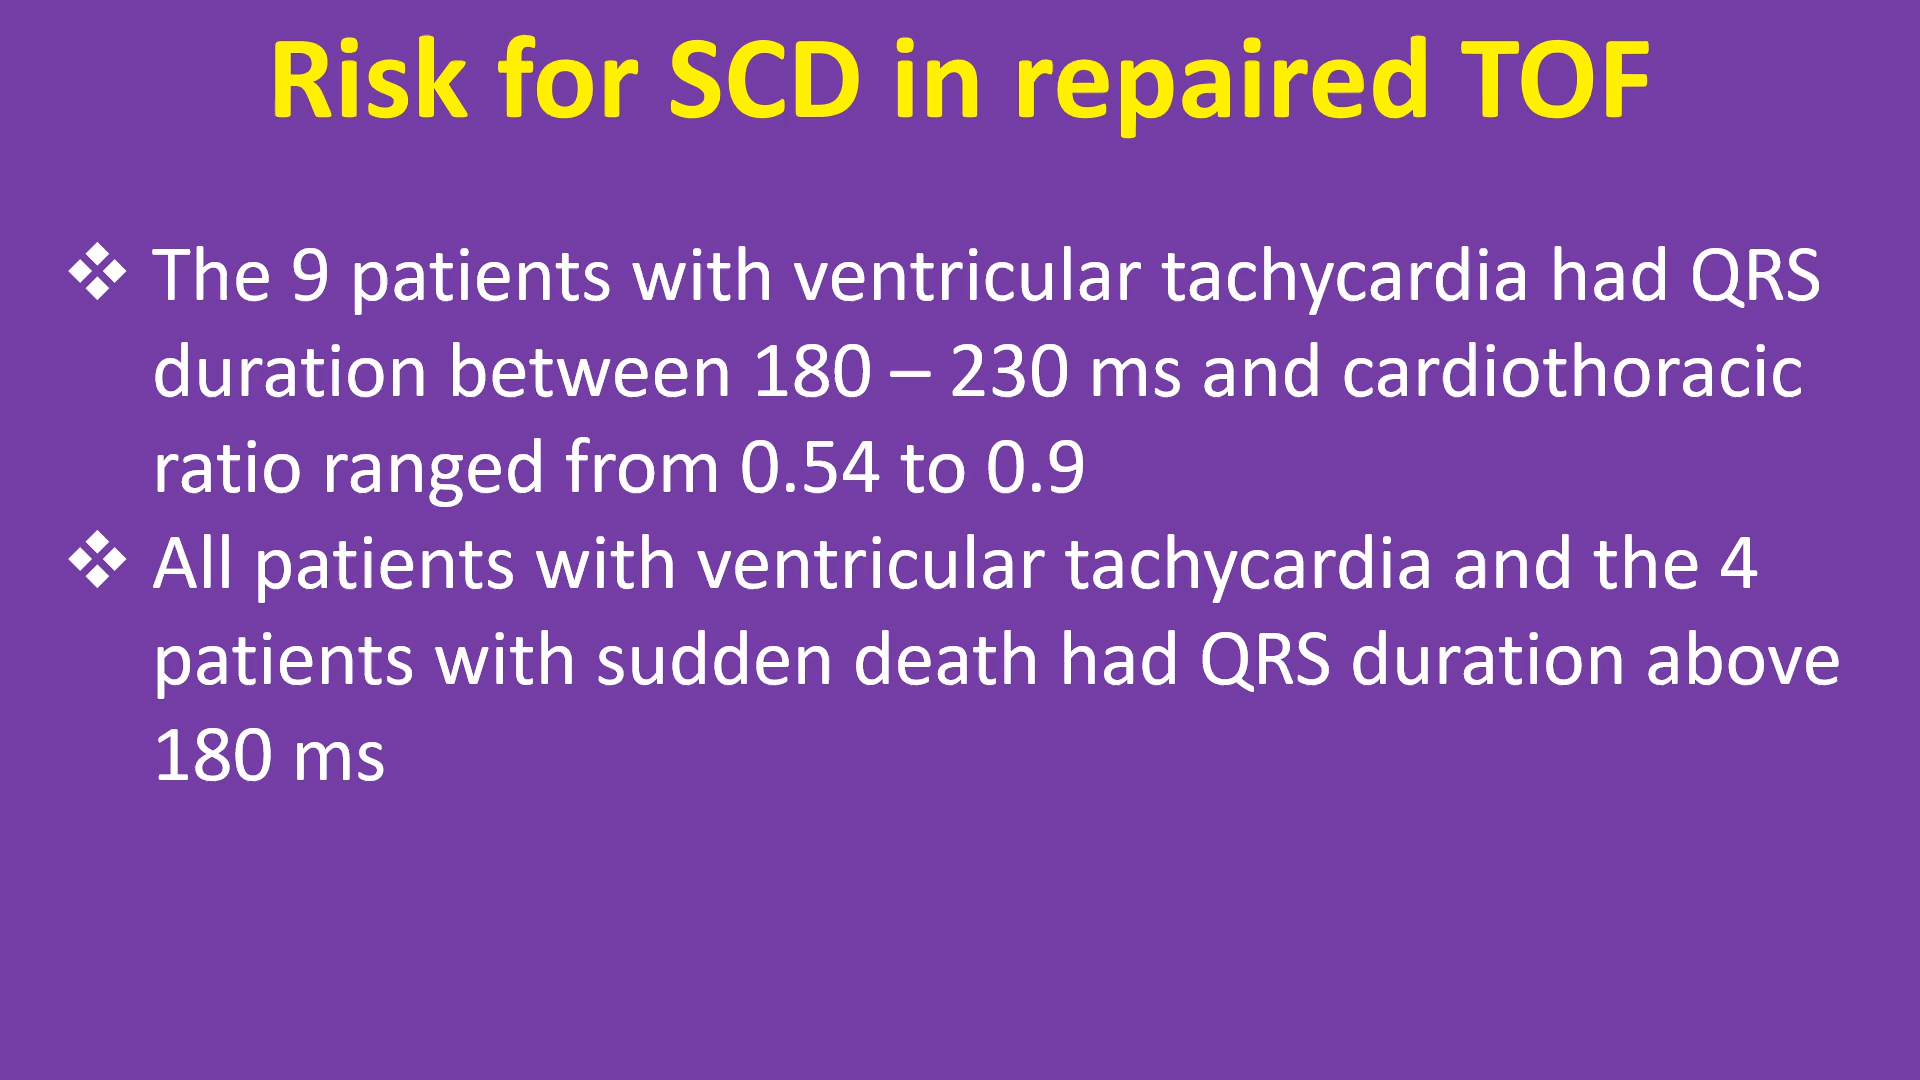 Risk for SCD in repaired TOF
❖ The 9 patients with ventricular tachycardia had QRS
duration between 180 – 230 ms and cardiothoracic
ratio ranged from 0.54 to 0.9
❖ All patients with ventricular tachycardia and the 4
patients with sudden death had QRS duration above
180 ms